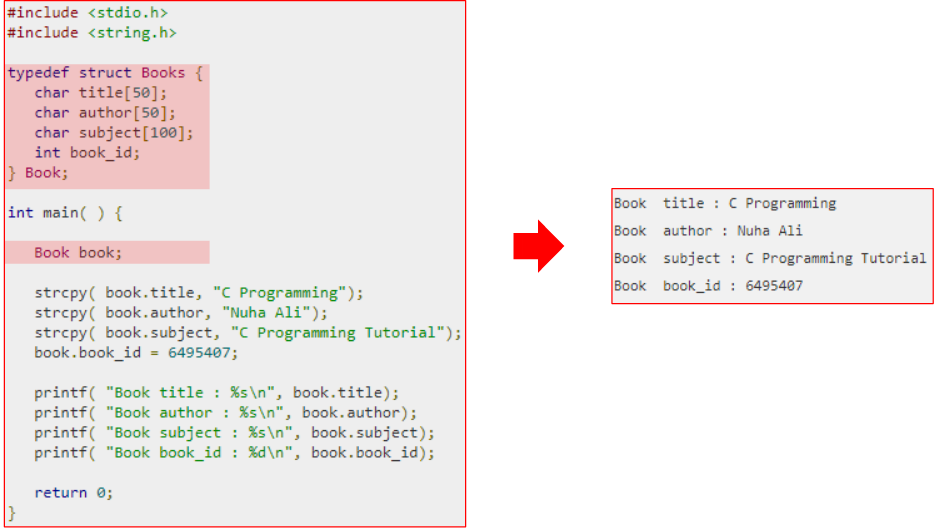 #include <stdio.h>
#include <string.h>
typedef struct Books {
char title[50];
char author[50];
char subject[100];
int book_id;
} Book;
int main( ) {
Book book;
strcpy( book.title, "C Programming");
strcpy( book.author, "Nuha Ali");
strcpy( book.subject, "C Programming Tutorial");
book.book_id = 6495407;
printf( "Book title : %s\n", book.title);
printf( "Book author : %s\n", book.author);
printf( "Book subject : %s\n", book.subject);
printf( "Book book_id : %d\n", book.book_id);
return 0;
}
Book  title : C Programming
Book  author : Nuha Ali
Book  subject : C Programming Tutorial
Book  book_id : 6495407